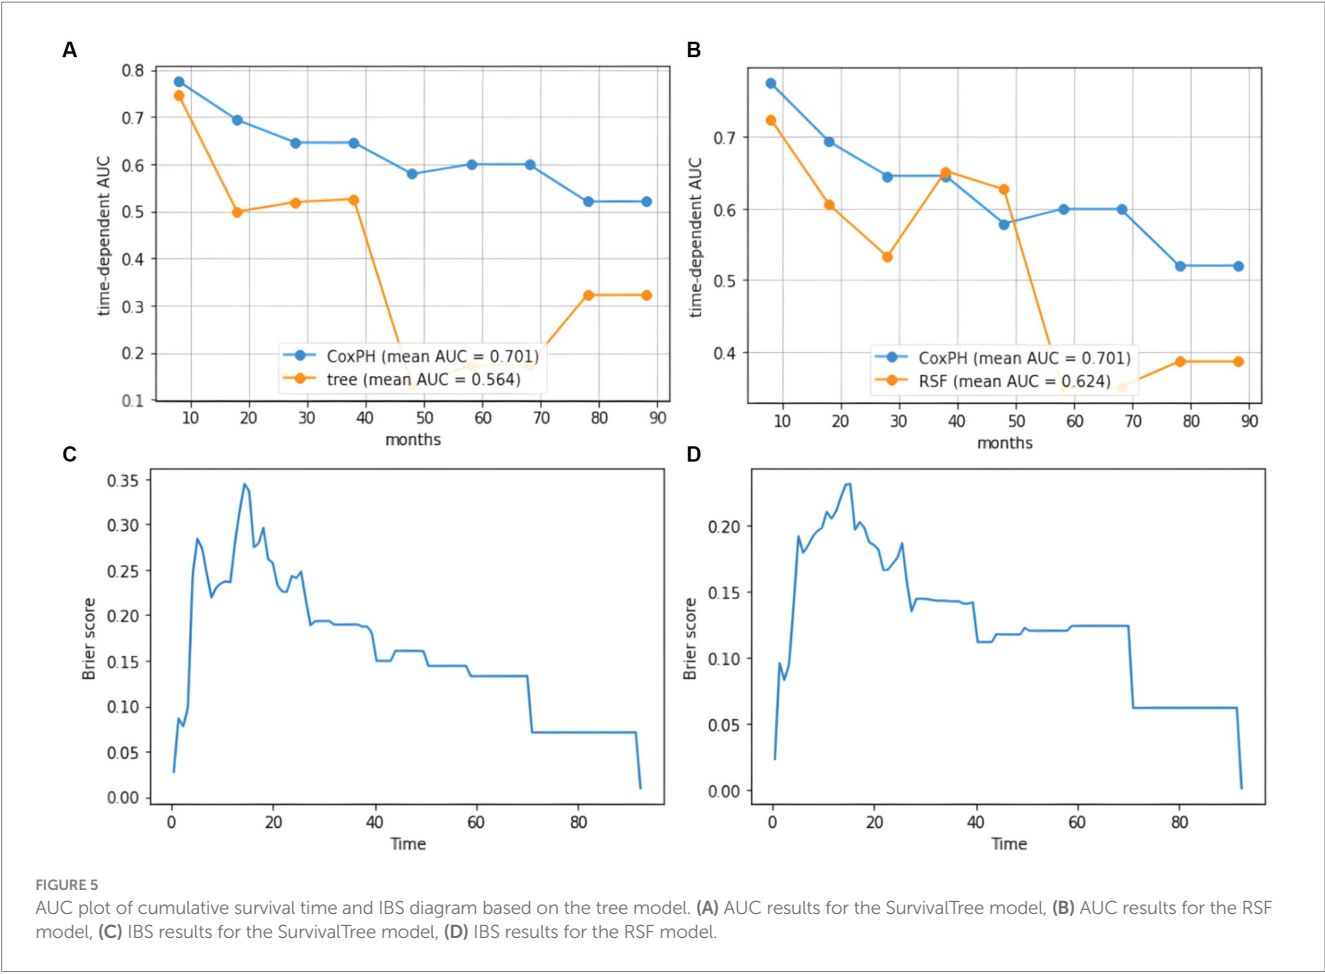 A
B
0.8
0.7
0.6
0.5
0.4
0.3
0.2
0.1
time-dependent AUC
CoxPH (mean AUC = 0.701)
tree (mean AUC = 0.564)
10 20 30 40 50 60 70 80 90
months
0.7
0.6
0.5
0.4
time-dependent AUC
CoxPH (mean AUC = 0.701)
RSF (mean AUC = 0.624)
10 20 30 40 50 60 70 80 90
months
C
D
0.35
0.30
0.25
0.20
0.15
0.10
0.05
0.00
Brier score
0 20 40 60 80
Time
0.20
0.15
0.10
0.05
0.00
Brier score
0 20 40 60 80
Time
FIGURE 5
AUC plot of cumulative survival time and IBS diagram based on the tree model. (A) AUC results for the SurvivalTree model, (B) AUC results for the RSF
model, (C) IBS results for the SurvivalTree model, (D) IBS results for the RSF model.